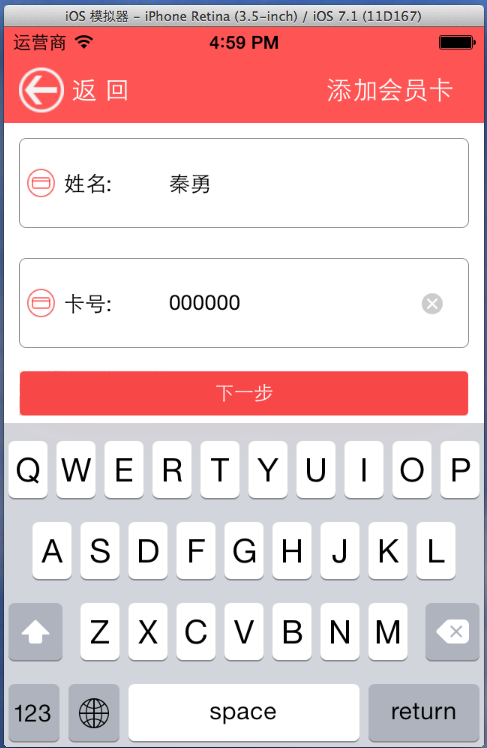 iOS 模拟器 – iPhone Retina (3.5-inch) / iOS 7.1 (11D167)
运营商 4:59 PM
返 回 添加会员卡
姓名: 秦勇
卡号: 000000
下一步
Q W E R T Y U I O P
A S D F G H J K L
Z X C V B N M
123 space return